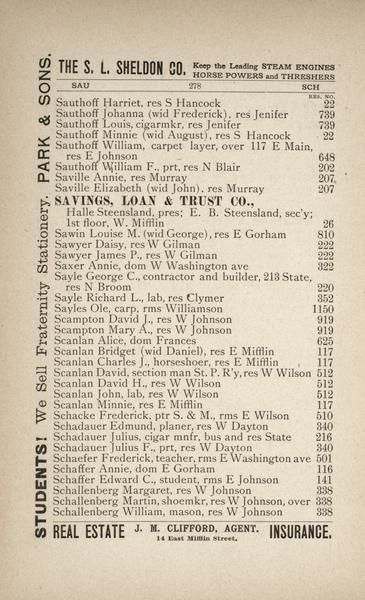 THE S. L. SHELDON CO. Keep the Leading STEAM ENGINES
HORSE POWERS and THRESHERS
SAU 278 SCH
RES. NO.
Sauthoff Harriet, res S Hancock 22
Sauthoff Johanna (wid Frederick), res Jenifer 739
Sauthoff Louis, cigarmkr, res Jenifer 739
Sauthoff Minnie (wid August), res S Hancock 22
Sauthoff William, carpet layer, over 117 E Main,
res E Johnson 648
Sauthoff William F., prt, res N Blair 202
Saville Annie, res Murray 207
Saville Elizabeth (wid John), res Murray 207
SAVINGS, LOAN & TRUST CO.,
Halle Steensland, pres; E. B. Steensland, sec'y;
1st floor, W. Mifflin 26
Sawin Louise M. (wid George), res E Gorham 810
Sawyer Daisy, res W Gilman 222
Sawyer James P., res W Gilman 222
Saxer Annie, dom W Washington ave 322
Sayle George C., contractor and builder, 213 State,
res N Broom 220
Sayle Richard L., lab, res Clymer 352
Sayles Ole, carp, rms Williamson 1150
Scampton David J., res W Johnson 919
Scampton Mary A., res W Johnson 919
Scanlan Alice, dom Frances 625
Scanlan Bridget (wid Daniel), res E Mifflin 117
Scanlan Charles J., horseshoer, res E Mifflin 117
Scanlan David, section man St. P. R'y, res W Wilson 512
Scanlan David H., res W Wilson 512
Scanlan John, lab, res W Wilson 512
Scanlan Minnie, res E Mifflin 117
Schacke Frederick, ptr S. & M., rms E Wilson 510
Schadauer Edmund, planer, res W Dayton 340
Schadauer Julius, cigar mnfr, bus and res State 216
Schadauer Julius F., prt, res W Dayton 340
Schaefer Frederick, teacher, rms E Washington ave 501
Schaffer Annie, dom E Gorham 116
Schaffer Edward C., student, rms E Johnson 141
Schallenberg Margaret, res W Johnson 338
Schallenberg Martin, shoemkr, res W Johnson, over 338
Schallenberg William, mason, res W Johnson 338
REAL ESTATE J. M. CLIFFORD, AGENT. INSURANCE.
14 East Mifflin Street.
STUDENTS! We Sell Fraternity Stationery. PARK & SONS.